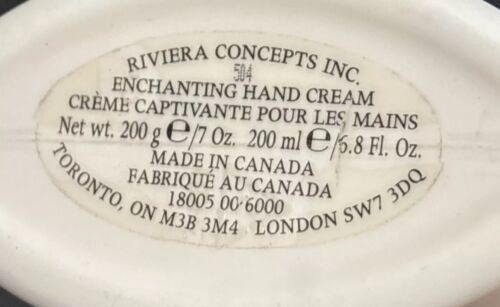 RIVIERA CONCEPTS INC.
504
ENCHANTING HAND CREAM
CRÈME CAPTIVANTE POUR LES MAINS
Net wt. 200 g e/7 Oz. 200 ml e/6.8 Fl. Oz.
MADE IN CANADA
FABRIQUÉ AU CANADA
18005 00 6000
TORONTO, ON M3B 3M4 LONDON SW7 3DQ